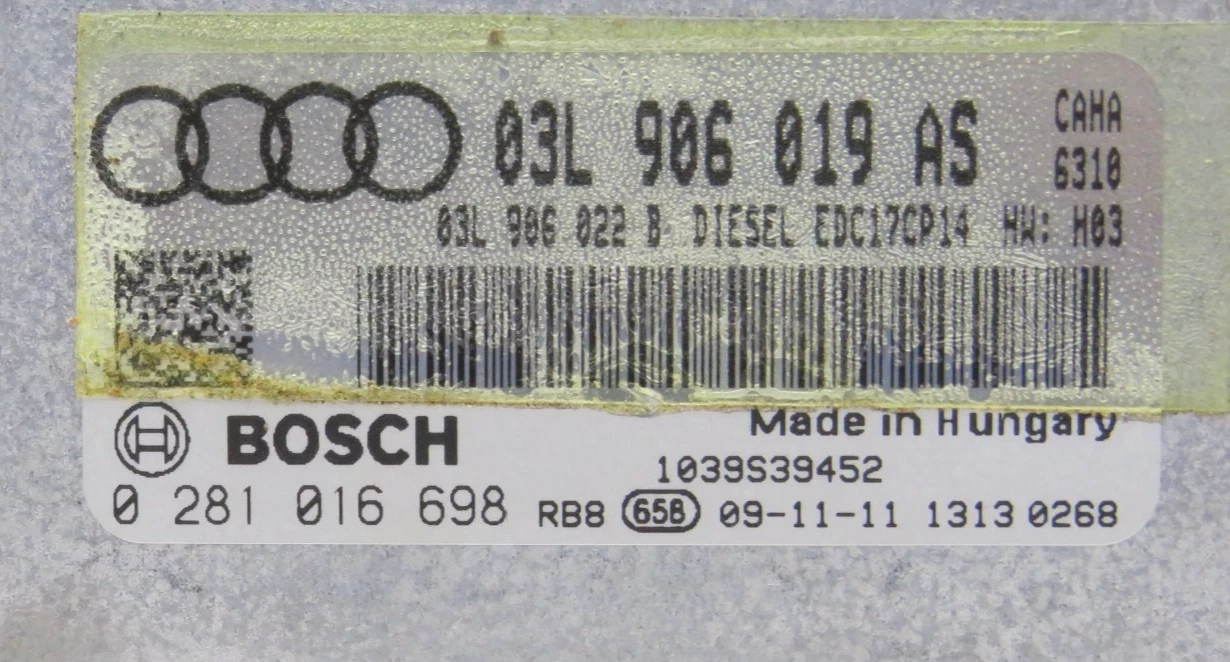 03L 906 019 AS CAHA
6310
03L 906 022 B DIESEL EDC17CP14 HW: H03
BOSCH Made in Hungary
1039S39452
0 281 016 698 RB8 658 09-11-11 1313 0268